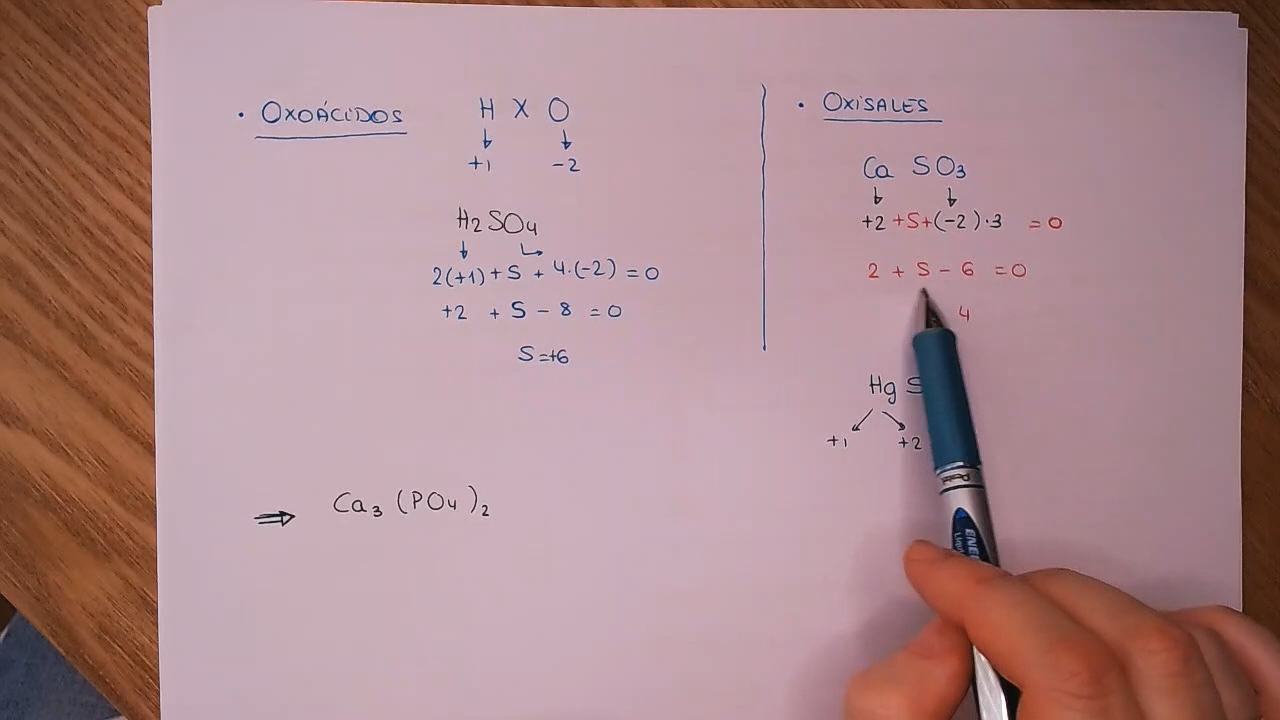 • OXOÁCIDOS
H X O
+1 -2
H₂SO₄
2(+1)+S+4·(-2)=0
+2 +S-8=0
S=+6
• OXISALES
Ca SO₃
+2+S+(-2)·3=0
2+S-6=0
4
Hg S
+1 +2
⇒ Ca₃(PO₄)₂
Pentel